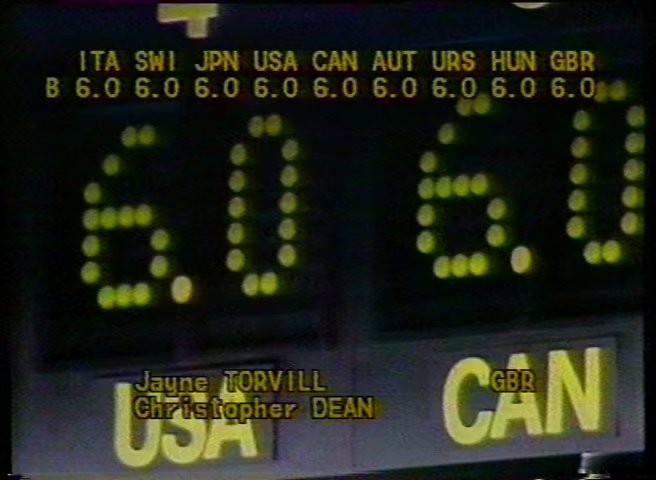 ITA SWI JPN USA CAN AUT URS HUN GBR
B 6.0 6.0 6.0 6.0 6.0 6.0 6.0 6.0 6.0
6.0 6.0
Jayne TORVILL GBR
Christopher DEAN
USA CAN